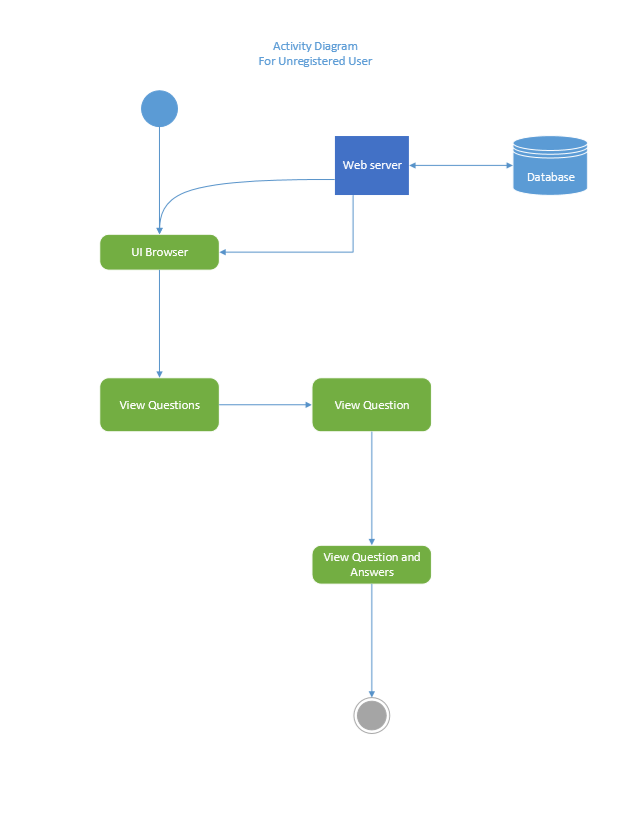 Activity Diagram
For Unregistered User
Web server
Database
UI Browser
View Questions
View Question
View Question and
Answers